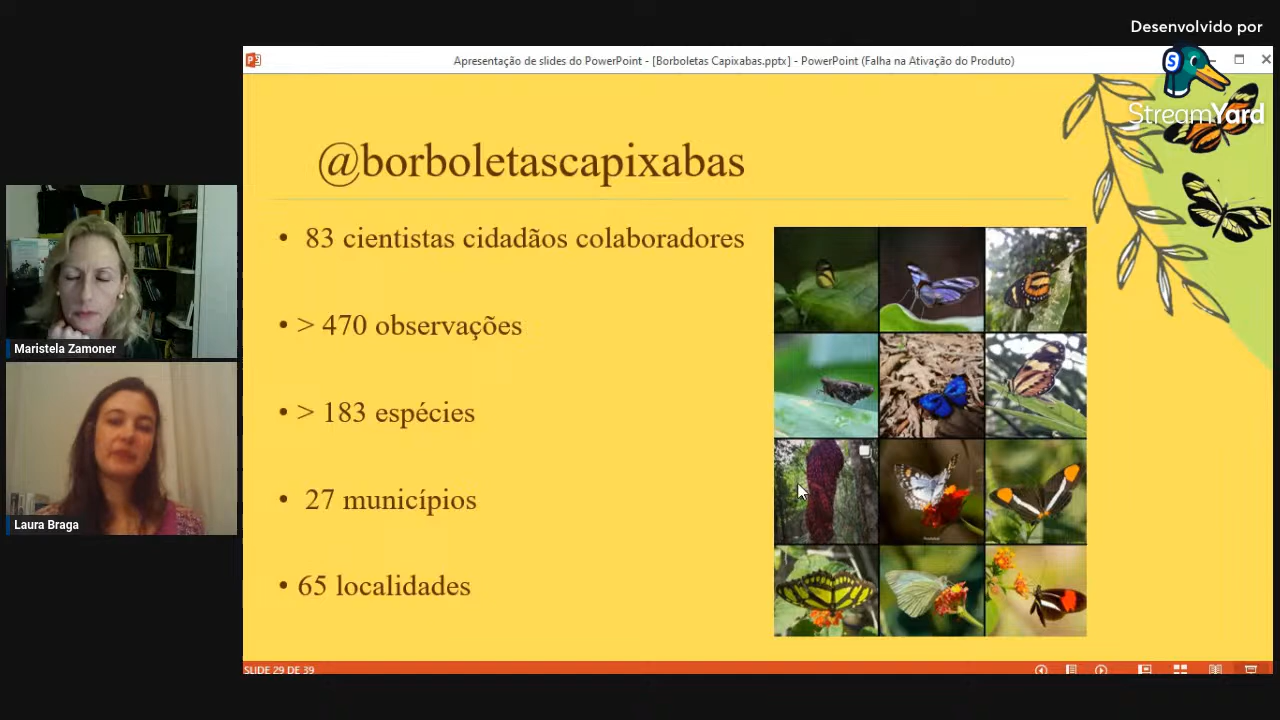 Desenvolvido por
StreamYard
Apresentação de slides do PowerPoint - [Borboletas Capixabas.pptx] - PowerPoint (Falha na Ativação do Produto)
@borboletascapixabas
• 83 cientistas cidadãos colaboradores
• > 470 observações
• > 183 espécies
• 27 municípios
• 65 localidades
Maristela Zamoner
Laura Braga
SLIDE 29 DE 39